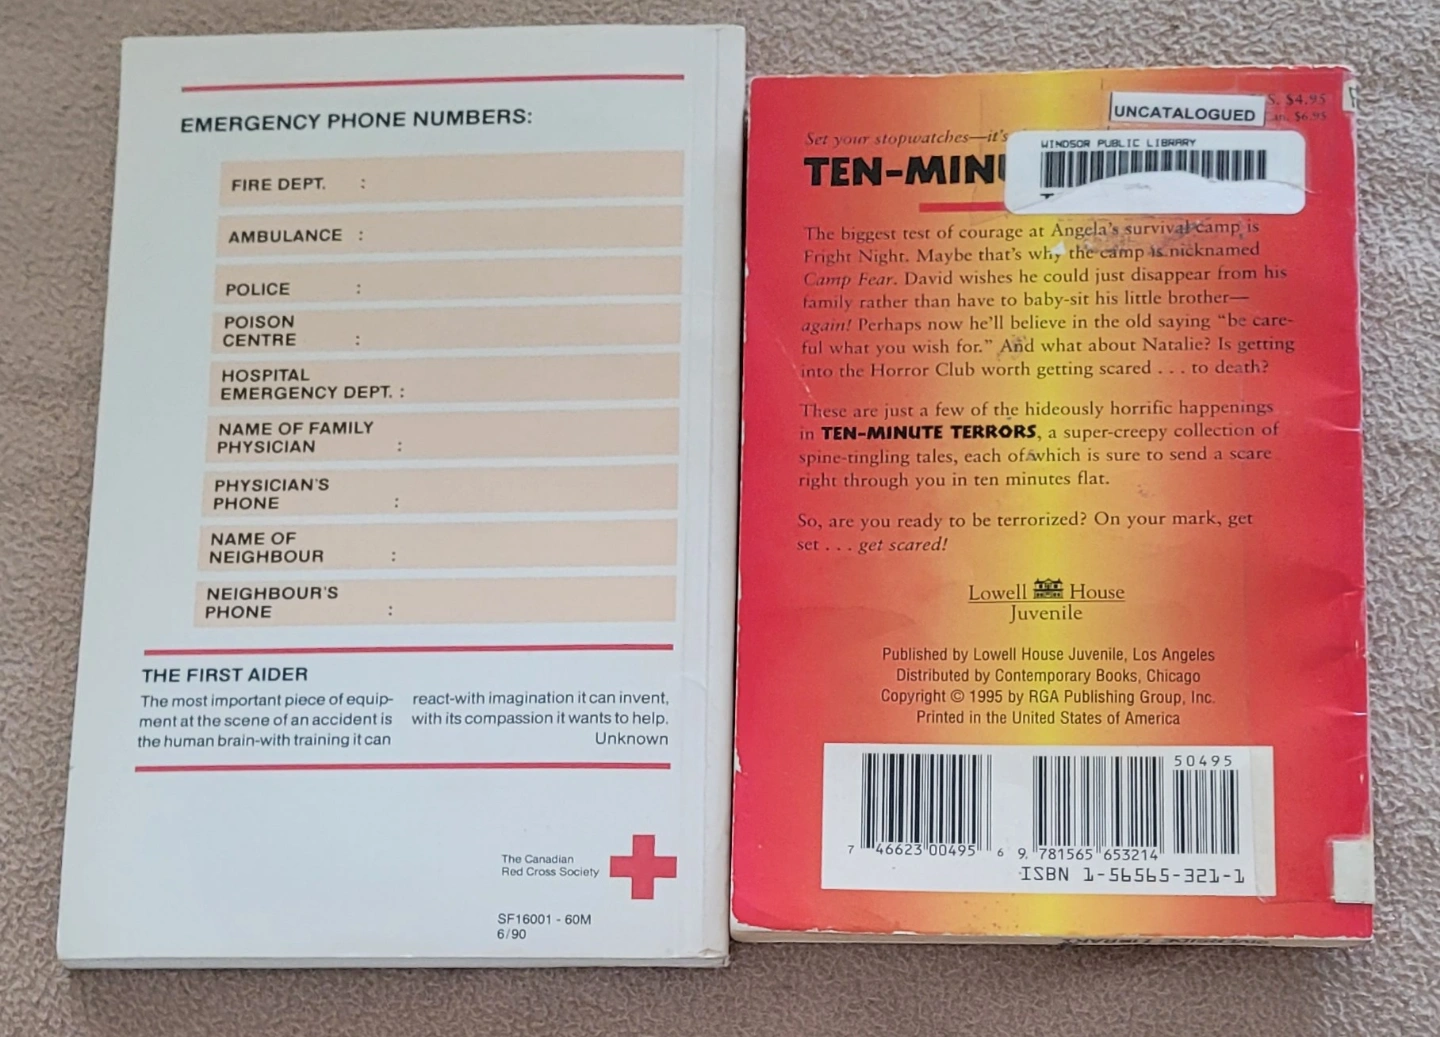 EMERGENCY PHONE NUMBERS:
FIRE DEPT. :
AMBULANCE :
POLICE :
POISON
CENTRE :
HOSPITAL
EMERGENCY DEPT. :
NAME OF FAMILY
PHYSICIAN :
PHYSICIAN'S
PHONE :
NAME OF
NEIGHBOUR :
NEIGHBOUR'S
PHONE :
THE FIRST AIDER
The most important piece of equip-
ment at the scene of an accident is
the human brain-with training it can
react-with imagination it can invent,
with its compassion it wants to help.
Unknown
The Canadian
Red Cross Society
SF16001 - 60M
6/90
UNCATALOGUED
S. $4.95
an. $6.95
WINDSOR PUBLIC LIBRARY
Set your stopwatches—it's
TEN-MINU
The biggest test of courage at Angela's survival camp is
Fright Night. Maybe that's why the camp is nicknamed
Camp Fear. David wishes he could just disappear from his
family rather than have to baby-sit his little brother—
again! Perhaps now he'll believe in the old saying "be care-
ful what you wish for." And what about Natalie? Is getting
into the Horror Club worth getting scared . . . to death?
These are just a few of the hideously horrific happenings
in TEN-MINUTE TERRORS, a super-creepy collection of
spine-tingling tales, each of which is sure to send a scare
right through you in ten minutes flat.
So, are you ready to be terrorized? On your mark, get
set . . . get scared!
Lowell House
Juvenile
Published by Lowell House Juvenile, Los Angeles
Distributed by Contemporary Books, Chicago
Copyright © 1995 by RGA Publishing Group, Inc.
Printed in the United States of America
50495
7 46623 00495 6 9 781565 653214
ISBN 1-56565-321-1